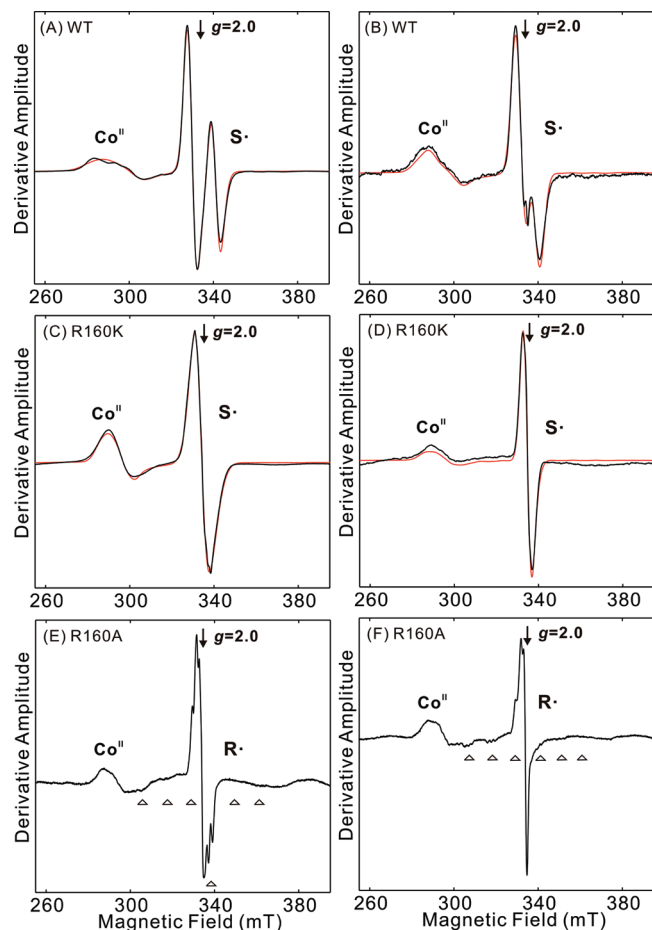 (A) WT
g=2.0
Co^II
S·
Derivative Amplitude
260 300 340 380
(B) WT
g=2.0
Co^II
S·
Derivative Amplitude
260 300 340 380
(C) R160K
g=2.0
Co^II
S·
Derivative Amplitude
260 300 340 380
(D) R160K
g=2.0
Co^II
S·
Derivative Amplitude
260 300 340 380
(E) R160A
g=2.0
Co^II
R·
Derivative Amplitude
260 300 340 380
Magnetic Field (mT)
(F) R160A
g=2.0
Co^II
R·
Derivative Amplitude
260 300 340 380
Magnetic Field (mT)